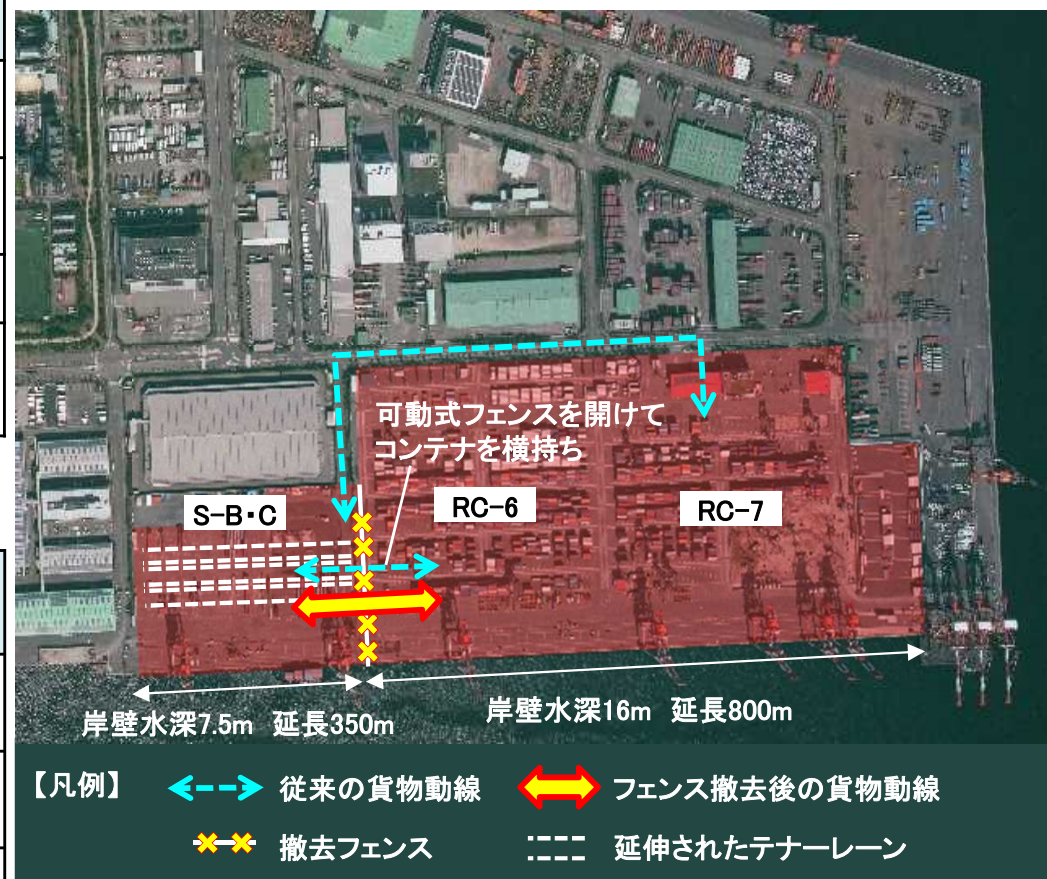 可動式フェンスを開けて
コンテナを横持ち
S-B・C
RC-6
RC-7
岸壁水深7.5m 延長350m
岸壁水深16m 延長800m
【凡例】
従来の貨物動線
フェンス撤去後の貨物動線
撤去フェンス
延伸されたテナーレーン